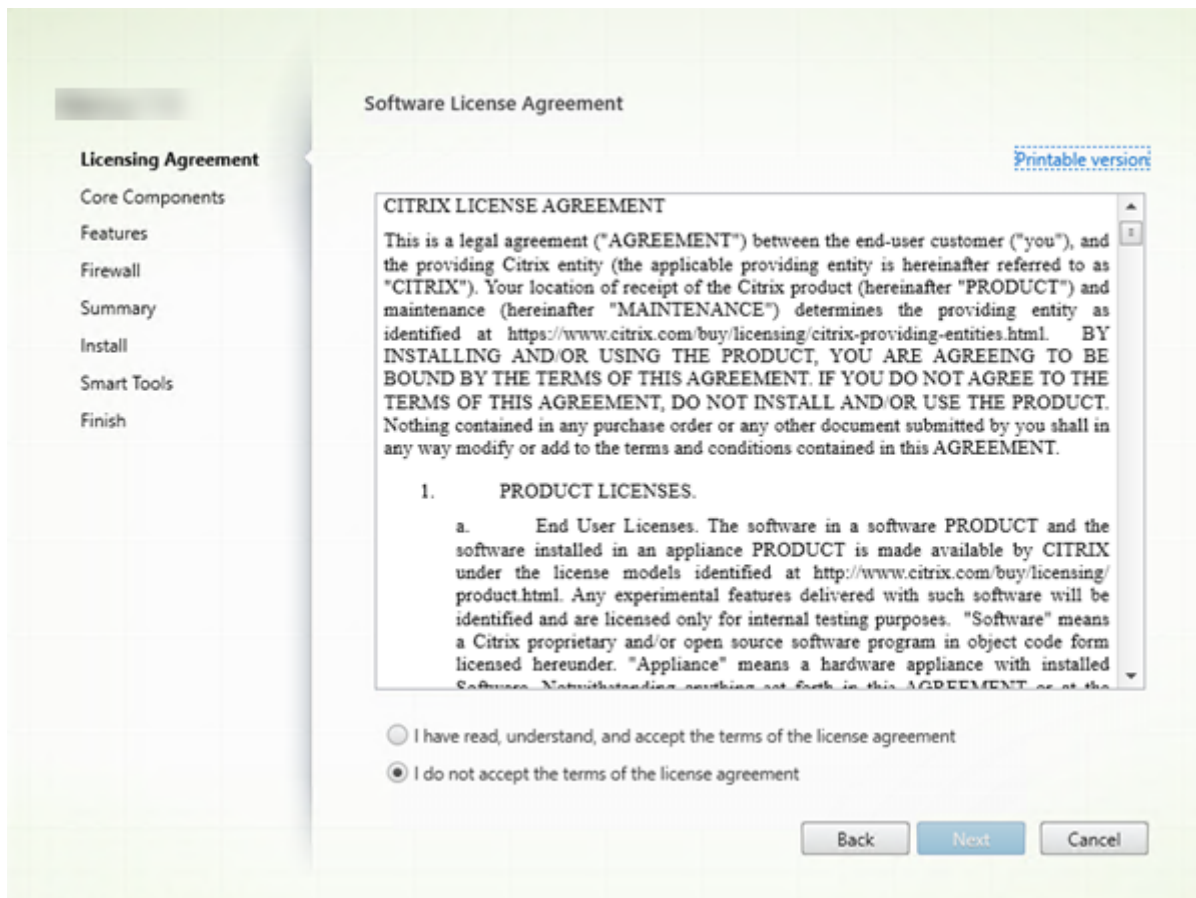 Software License Agreement
Licensing Agreement
Core Components
Features
Firewall
Summary
Install
Smart Tools
Finish
Printable version
CITRIX LICENSE AGREEMENT
This is a legal agreement ("AGREEMENT") between the end-user customer ("you"), and
the providing Citrix entity (the applicable providing entity is hereinafter referred to as
"CITRIX"). Your location of receipt of the Citrix product (hereinafter "PRODUCT") and
maintenance (hereinafter "MAINTENANCE") determines the providing entity as
identified at https://www.citrix.com/buy/licensing/citrix-providing-entities.html. BY
INSTALLING AND/OR USING THE PRODUCT, YOU ARE AGREEING TO BE
BOUND BY THE TERMS OF THIS AGREEMENT. IF YOU DO NOT AGREE TO THE
TERMS OF THIS AGREEMENT, DO NOT INSTALL AND/OR USE THE PRODUCT.
Nothing contained in any purchase order or any other document submitted by you shall in
any way modify or add to the terms and conditions contained in this AGREEMENT.
1. PRODUCT LICENSES.
a. End User Licenses. The software in a software PRODUCT and the
software installed in an appliance PRODUCT is made available by CITRIX
under the license models identified at http://www.citrix.com/buy/licensing/
product.html. Any experimental features delivered with such software will be
identified and are licensed only for internal testing purposes. "Software" means
a Citrix proprietary and/or open source software program in object code form
licensed hereunder. "Appliance" means a hardware appliance with installed
Software. Notwithstanding anything set forth in this AGREEMENT or at the
I have read, understand, and accept the terms of the license agreement
I do not accept the terms of the license agreement
Back
Next
Cancel